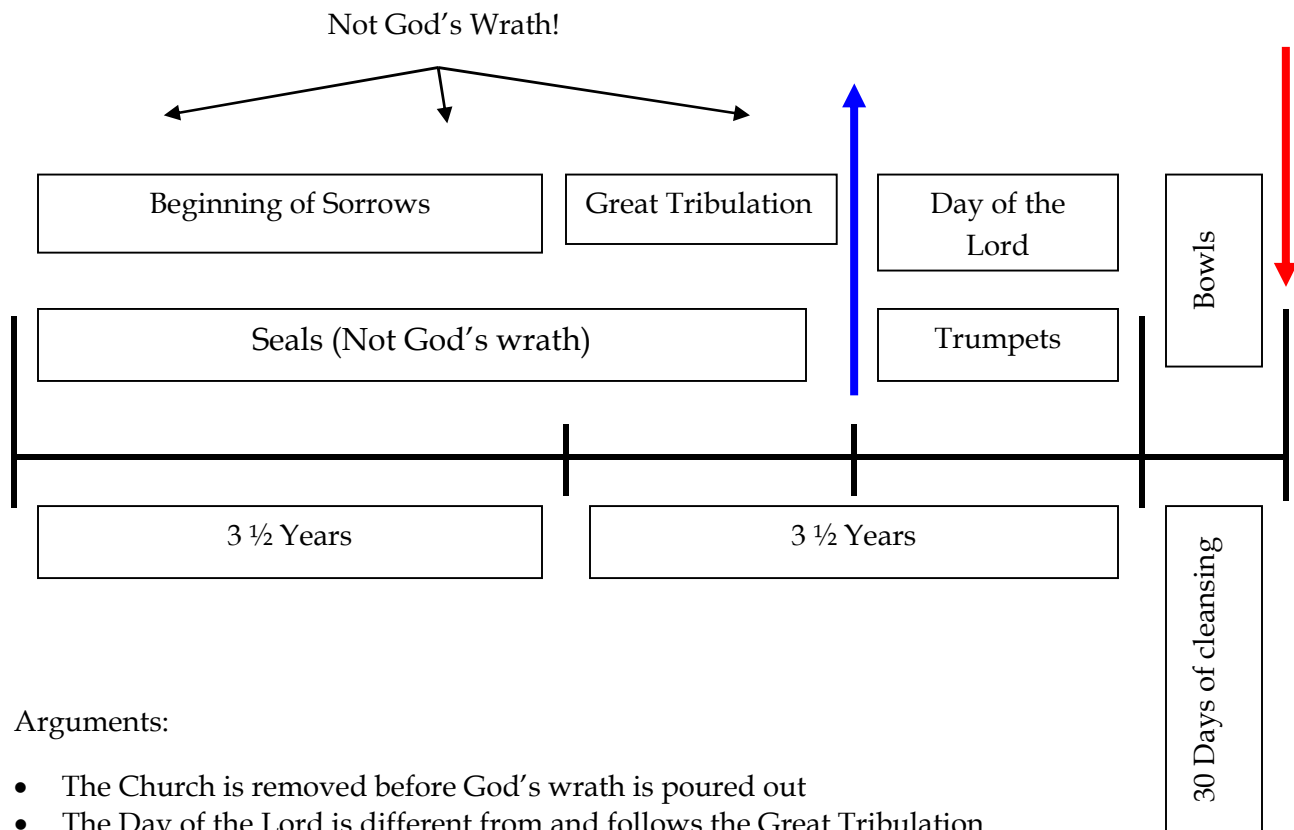 Not God’s Wrath!
Beginning of Sorrows
Great Tribulation
Day of the
Lord
Bowls
Seals (Not God’s wrath)
Trumpets
3 ½ Years
3 ½ Years
30 Days of cleansing
Arguments:
• The Church is removed before God’s wrath is poured out
• The Day of the Lord is different from and follows the Great Tribulation